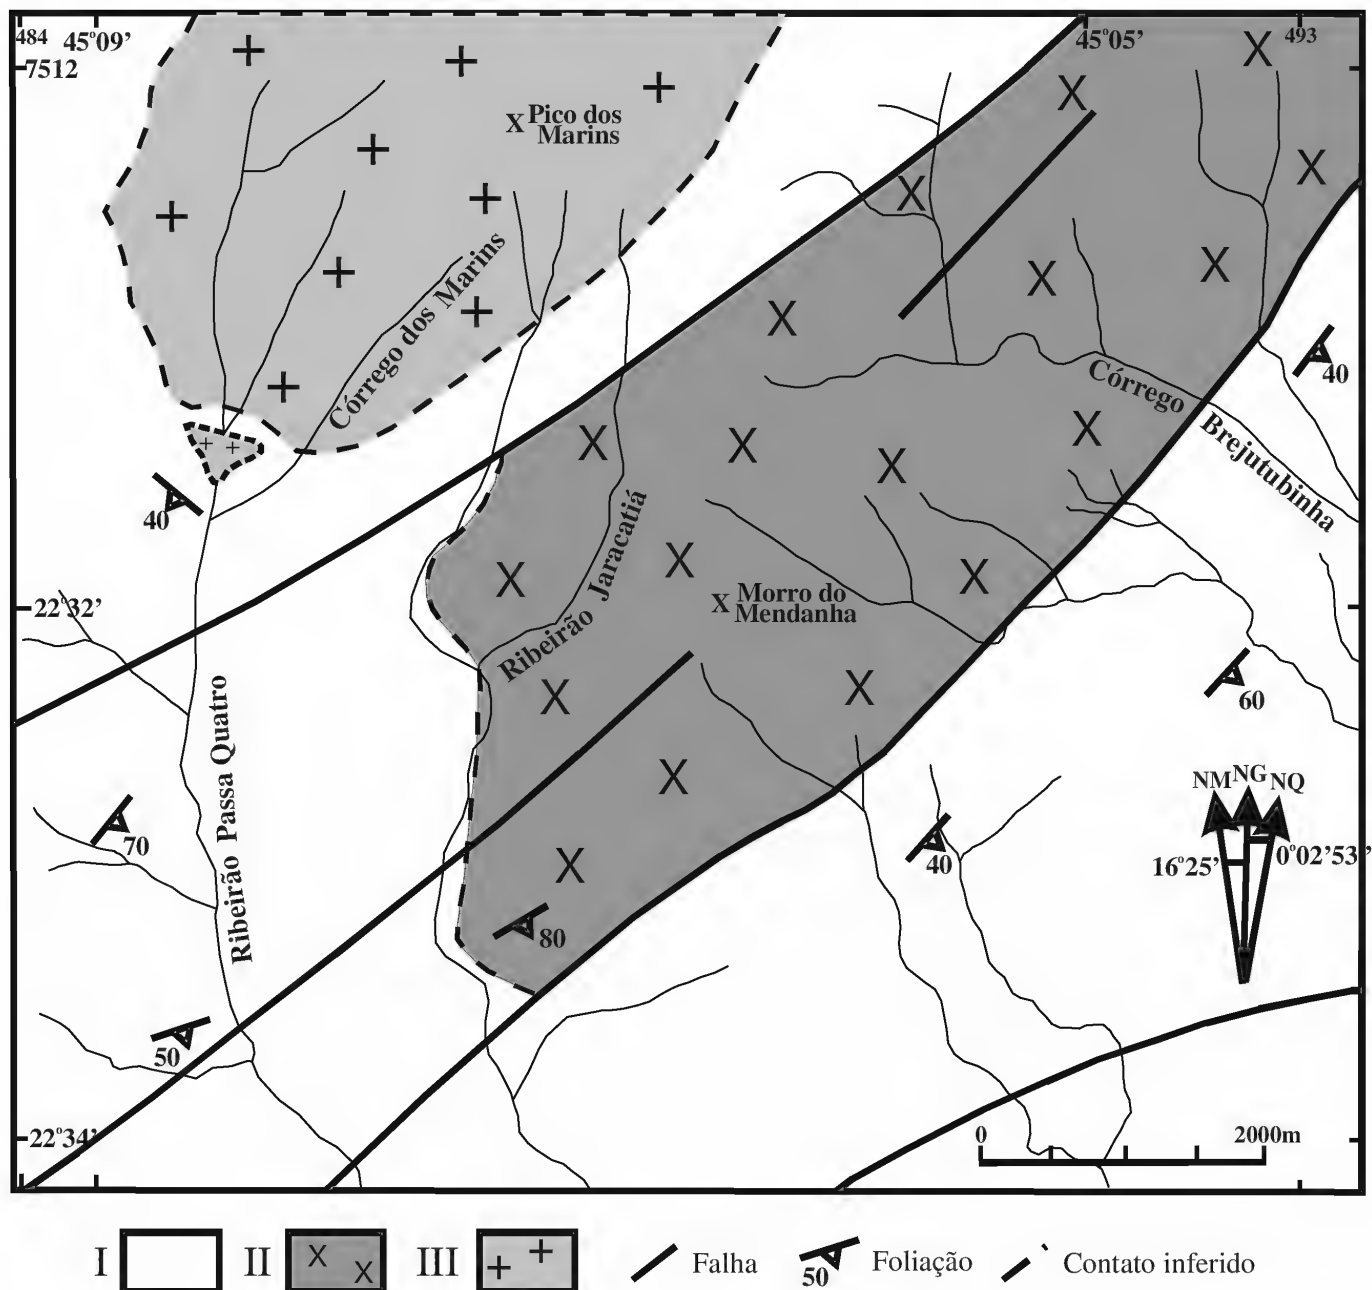 484 45°09' 45°05' 493
7512
X Pico dos
Marins
Córrego dos Marins
Córrego
Brejutubinha
40
40
Ribeirão Jaracatiá
22°32'
X Morro do
Mendanha
60
Ribeirão Passa Quatro
NM NG NQ
70
40
16°25' 0°02'53''
80
50
22°34'
0 2000m
I II X X III Falha 50 Foliação Contato inferido